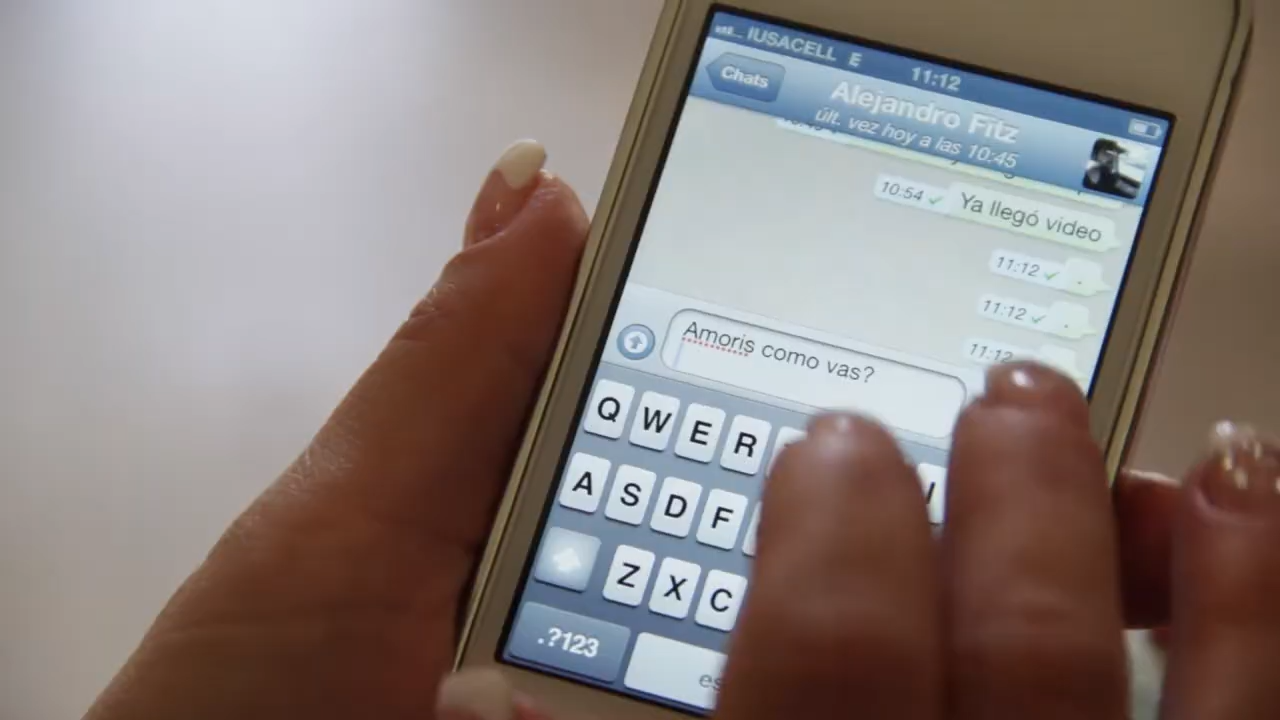 IUSACELL E 11:12
Chats
Alejandro Fitz
últ. vez hoy a las 10:45
10:54 Ya llegó video
11:12 .
11:12 .
11:12
Amoris como vas?
Q W E R
A S D F
Z X C
.?123